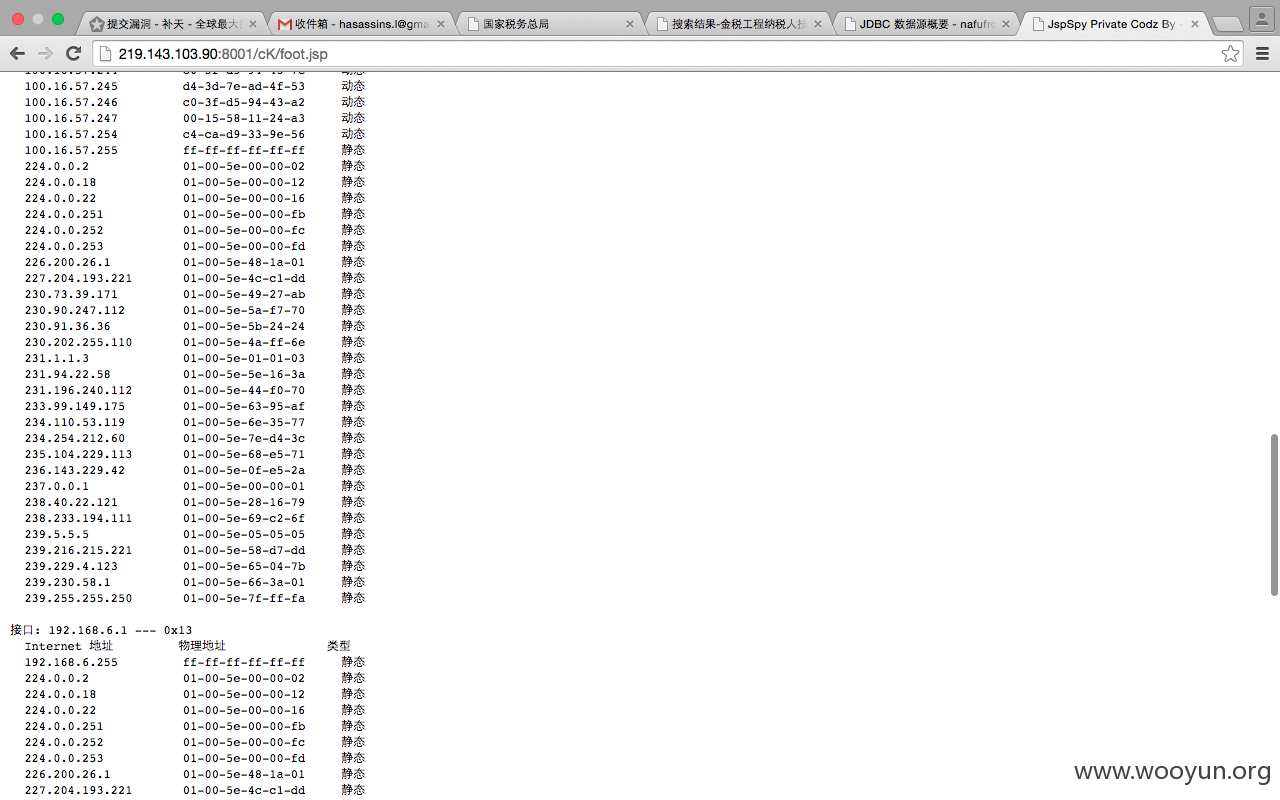 提交漏洞 - 补天 - 全球最大
收件箱 - hasassins.l@gma
国家税务总局
搜索结果-金税工程纳税人技
JDBC 数据源概要 - nafufro
JspSpy Private Codz By -
219.143.103.90:8001/cK/foot.jsp
100.16.57.245 d4-3d-7e-ad-4f-53 动态
100.16.57.246 c0-3f-d5-94-43-a2 动态
100.16.57.247 00-15-58-11-24-a3 动态
100.16.57.254 c4-ca-d9-33-9e-56 动态
100.16.57.255 ff-ff-ff-ff-ff-ff 静态
224.0.0.2 01-00-5e-00-00-02 静态
224.0.0.18 01-00-5e-00-00-12 静态
224.0.0.22 01-00-5e-00-00-16 静态
224.0.0.251 01-00-5e-00-00-fb 静态
224.0.0.252 01-00-5e-00-00-fc 静态
224.0.0.253 01-00-5e-00-00-fd 静态
226.200.26.1 01-00-5e-48-1a-01 静态
227.204.193.221 01-00-5e-4c-c1-dd 静态
230.73.39.171 01-00-5e-49-27-ab 静态
230.90.247.112 01-00-5e-5a-f7-70 静态
230.91.36.36 01-00-5e-5b-24-24 静态
230.202.255.110 01-00-5e-4a-ff-6e 静态
231.1.1.3 01-00-5e-01-01-03 静态
231.94.22.58 01-00-5e-5e-16-3a 静态
231.196.240.112 01-00-5e-44-f0-70 静态
233.99.149.175 01-00-5e-63-95-af 静态
234.110.53.119 01-00-5e-6e-35-77 静态
234.254.212.60 01-00-5e-7e-d4-3c 静态
235.104.229.113 01-00-5e-68-e5-71 静态
236.143.229.42 01-00-5e-0f-e5-2a 静态
237.0.0.1 01-00-5e-00-00-01 静态
238.40.22.121 01-00-5e-28-16-79 静态
238.233.194.111 01-00-5e-69-c2-6f 静态
239.5.5.5 01-00-5e-05-05-05 静态
239.216.215.221 01-00-5e-58-d7-dd 静态
239.229.4.123 01-00-5e-65-04-7b 静态
239.230.58.1 01-00-5e-66-3a-01 静态
239.255.255.250 01-00-5e-7f-ff-fa 静态
接口: 192.168.6.1 --- 0x13
Internet 地址 物理地址 类型
192.168.6.255 ff-ff-ff-ff-ff-ff 静态
224.0.0.2 01-00-5e-00-00-02 静态
224.0.0.18 01-00-5e-00-00-12 静态
224.0.0.22 01-00-5e-00-00-16 静态
224.0.0.251 01-00-5e-00-00-fb 静态
224.0.0.252 01-00-5e-00-00-fc 静态
224.0.0.253 01-00-5e-00-00-fd 静态
226.200.26.1 01-00-5e-48-1a-01 静态
227.204.193.221 01-00-5e-4c-c1-dd 静态
www.wooyun.org